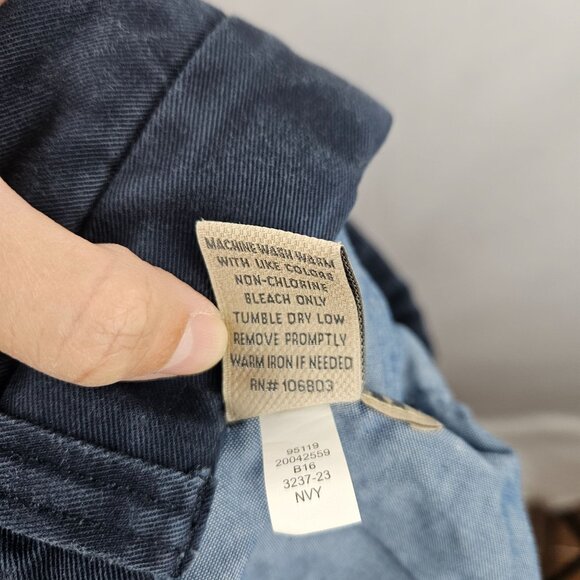 MACHINE WASH WARM
WITH LIKE COLORS
NON-CHLORINE
BLEACH ONLY
TUMBLE DRY LOW
REMOVE PROMPTLY
WARM IRON IF NEEDED
RN# 106803
95119
20042559
B16
3237-23
NVY